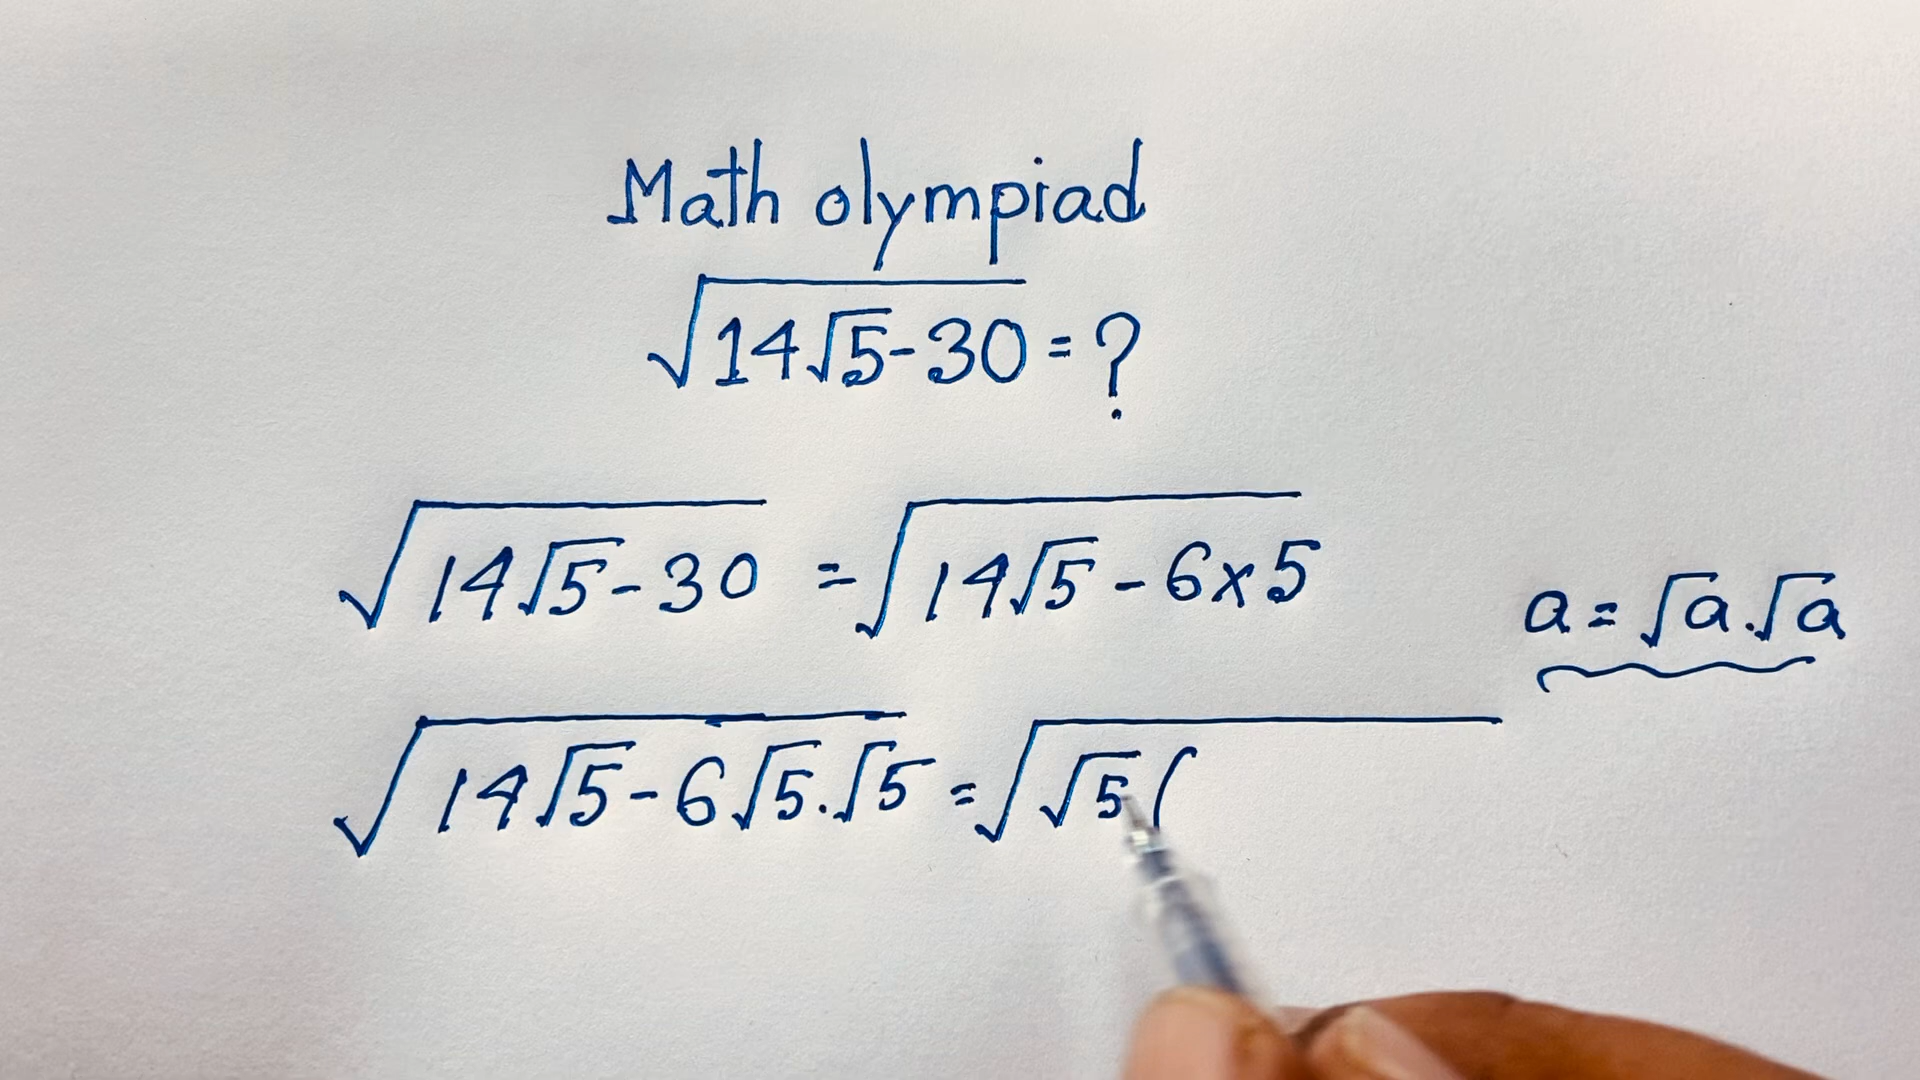 Math olympiad
√(14√5-30) = ?
√(14√5-30) = √(14√5-6x5)
a = √a.√a
√(14√5-6√5.√5) = √(√5(